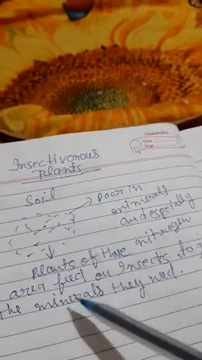 Insectivorous
plants
Soil → Poor in
minerals
and especially
nitrogen
Plants of these
area feed on Insects to
the minerals they need.